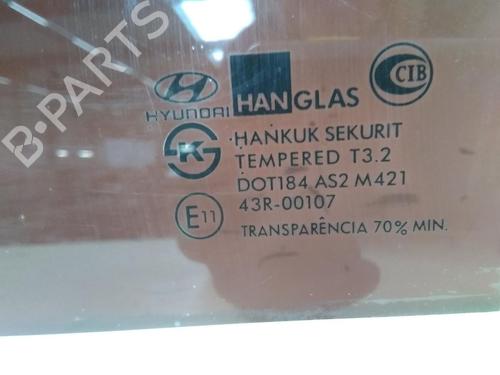 B-PARTS
HYUNDAI HANGLAS CIB
HANKUK SEKURIT
TEMPERED T3.2
DOT184 AS2 M421
E11 43R-00107
TRANSPARÊNCIA 70% MIN.